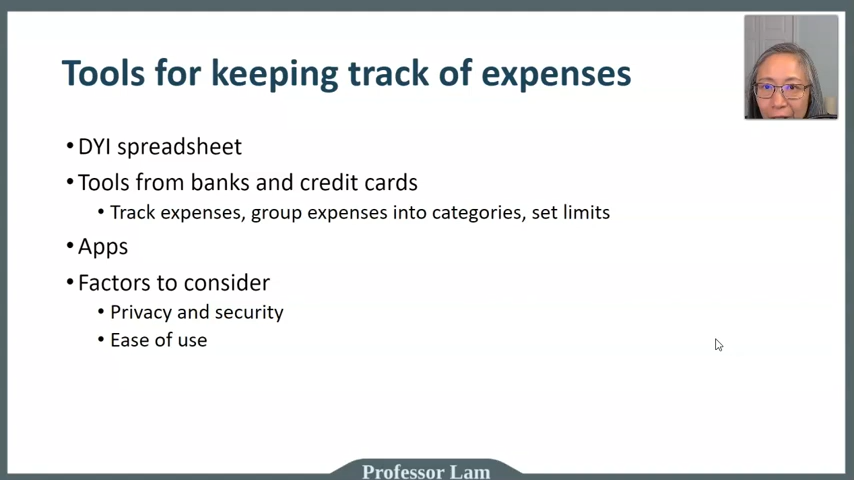 Tools for keeping track of expenses
•DYI spreadsheet
•Tools from banks and credit cards
• Track expenses, group expenses into categories, set limits
•Apps
•Factors to consider
• Privacy and security
• Ease of use
Professor Lam